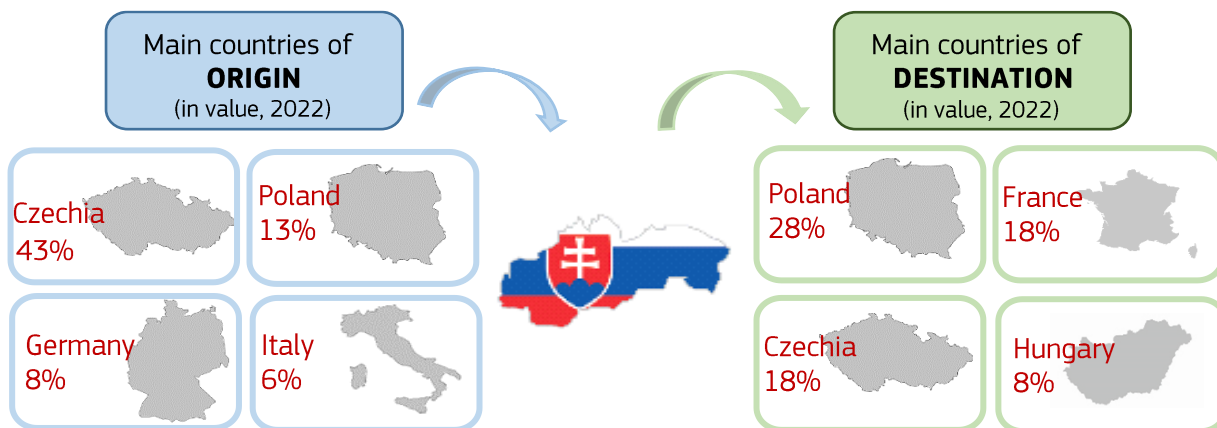 Main countries of
ORIGIN
(in value, 2022)
Main countries of
DESTINATION
(in value, 2022)
Czechia
43%
Poland
13%
Germany
8%
Italy
6%
Poland
28%
France
18%
Czechia
18%
Hungary
8%